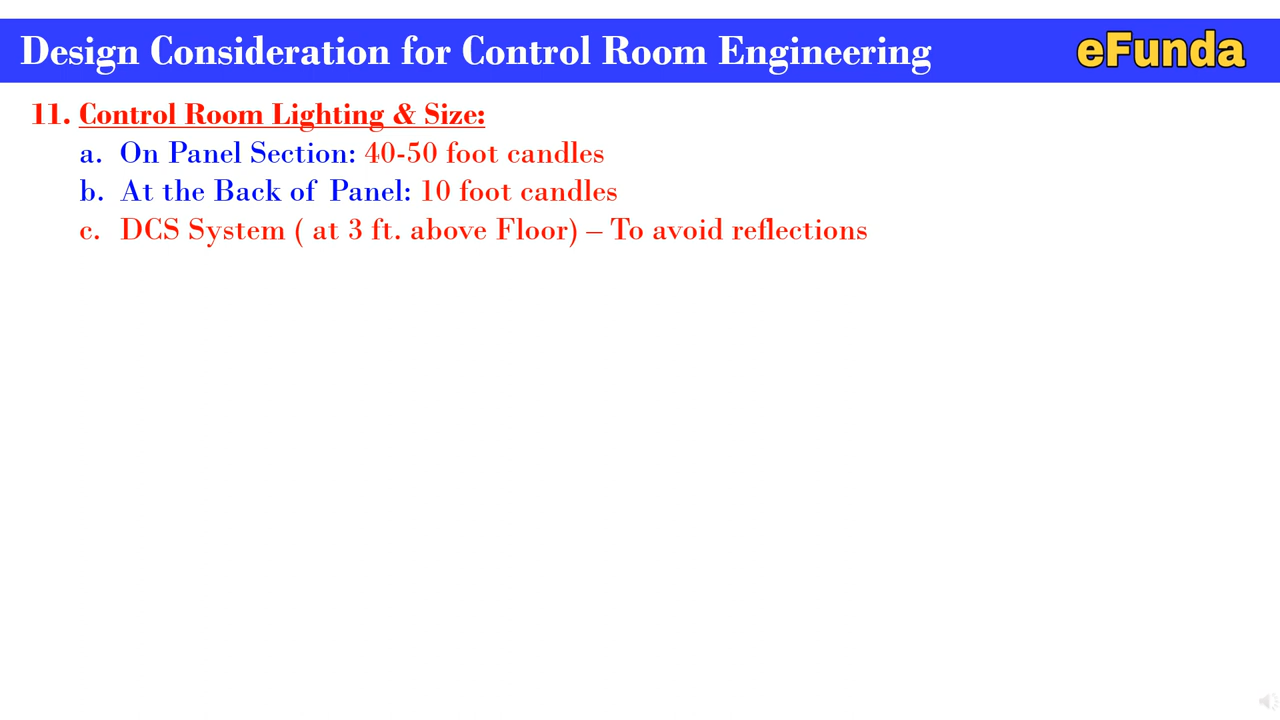 Design Consideration for Control Room Engineering
eFunda
11. Control Room Lighting & Size:
a. On Panel Section: 40-50 foot candles
b. At the Back of Panel: 10 foot candles
c. DCS System ( at 3 ft. above Floor) – To avoid reflections